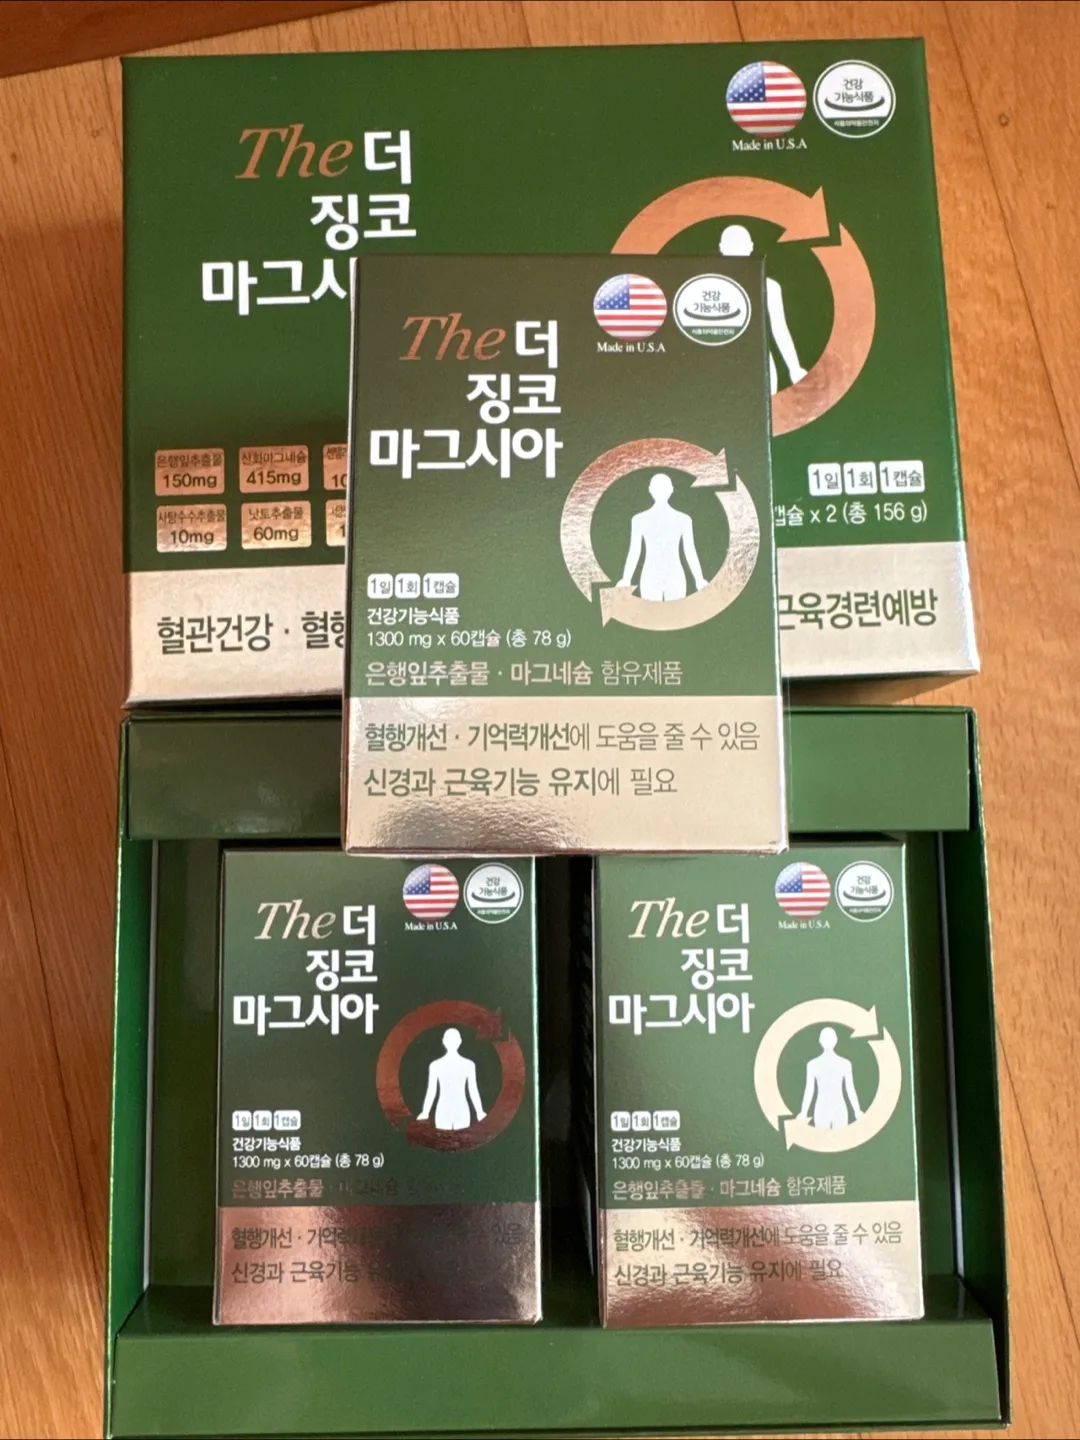 The 더
징코
마그시
Made in U.S.A
건강
기능식품
은행잎추출물
150mg
산화마그네슘
415mg
사탕수수추출물
10mg
낫토추출물
60mg
1일 1회 1캡슐
캡슐 x 2 (총 156 g)
혈관건강 · 혈행
근육경련예방
The 더
징코
마그시아
Made in U.S.A
건강
기능식품
1일 1회 1캡슐
건강기능식품
1300 mg x 60캡슐 (총 78 g)
은행잎추출물 · 마그네슘 함유제품
혈행개선 · 기억력개선에 도움을 줄 수 있음
신경과 근육기능 유지에 필요
The 더
징코
마그시아
Made in U.S.A
건강
기능식품
1일 1회 1캡슐
건강기능식품
1300 mg x 60캡슐 (총 78 g)
은행잎추출물 · 마그네슘
혈행개선 · 기억력 수 있음
신경과 근육기능
The 더
징코
마그시아
Made in U.S.A
건강
기능식품
1일 1회 1캡슐
건강기능식품
1300 mg x 60캡슐 (총 78 g)
은행잎추출물 · 마그네슘 함유제품
혈행개선 · 기억력개선에 도움을 줄 수 있음
신경과 근육기능 유지에 필요